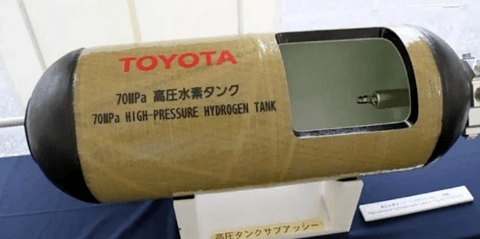 TOYOTA
70MPa 高圧水素タンク
70MPa HIGH-PRESSURE HYDROGEN TANK
高圧タンクサブアッシー